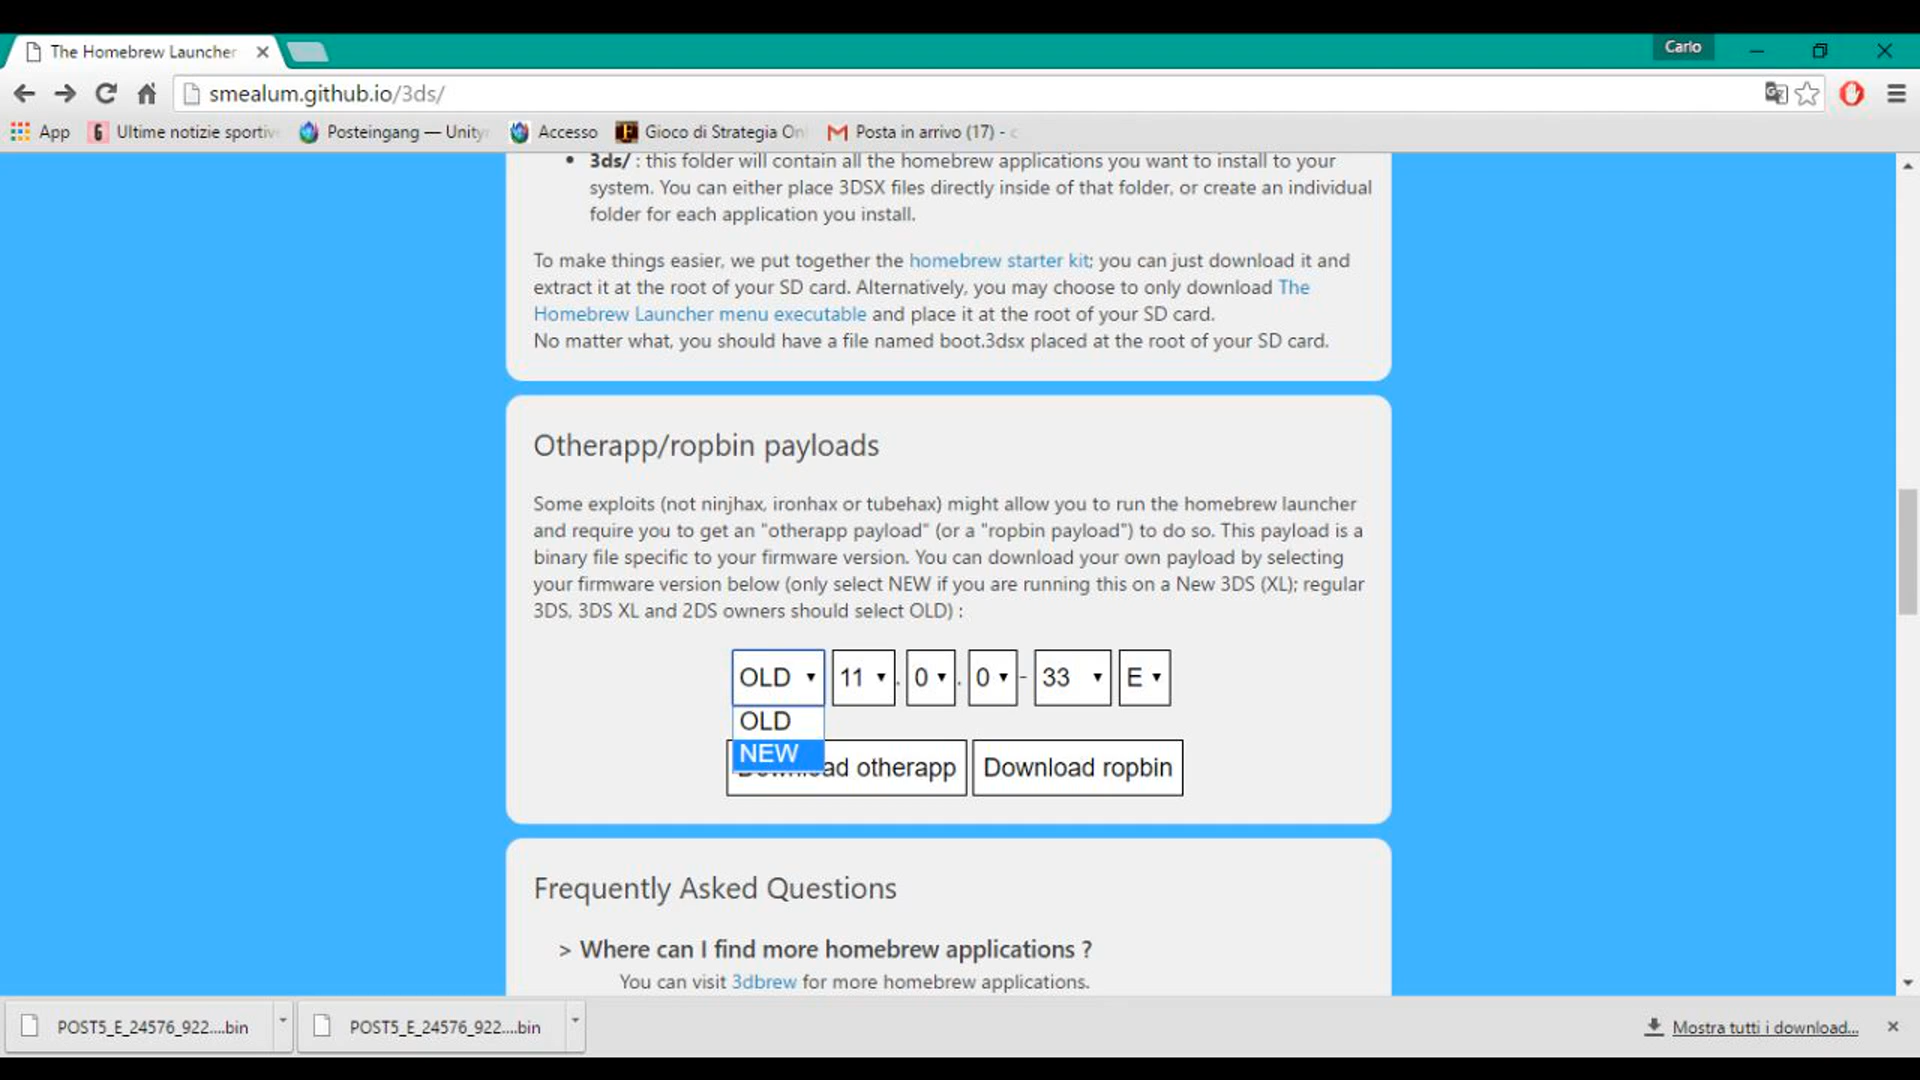 The Homebrew Launcher
Carlo
smealum.github.io/3ds/
App
Ultime notizie sportiv
Posteingang — Unity
Accesso
Gioco di Strategia On
Posta in arrivo (17) - c
• 3ds/ : this folder will contain all the homebrew applications you want to install to your
system. You can either place 3DSX files directly inside of that folder, or create an individual
folder for each application you install.
To make things easier, we put together the homebrew starter kit; you can just download it and
extract it at the root of your SD card. Alternatively, you may choose to only download The
Homebrew Launcher menu executable and place it at the root of your SD card.
No matter what, you should have a file named boot.3dsx placed at the root of your SD card.
Otherapp/ropbin payloads
Some exploits (not ninjhax, ironhax or tubehax) might allow you to run the homebrew launcher
and require you to get an "otherapp payload" (or a "ropbin payload") to do so. This payload is a
binary file specific to your firmware version. You can download your own payload by selecting
your firmware version below (only select NEW if you are running this on a New 3DS (XL); regular
3DS, 3DS XL and 2DS owners should select OLD) :
OLD 11 . 0 . 0 - 33 E
OLD
NEW
Download otherapp Download ropbin
Frequently Asked Questions
> Where can I find more homebrew applications ?
You can visit 3dbrew for more homebrew applications.
POST5_E_24576_922....bin
POST5_E_24576_922....bin
Mostra tutti i download...